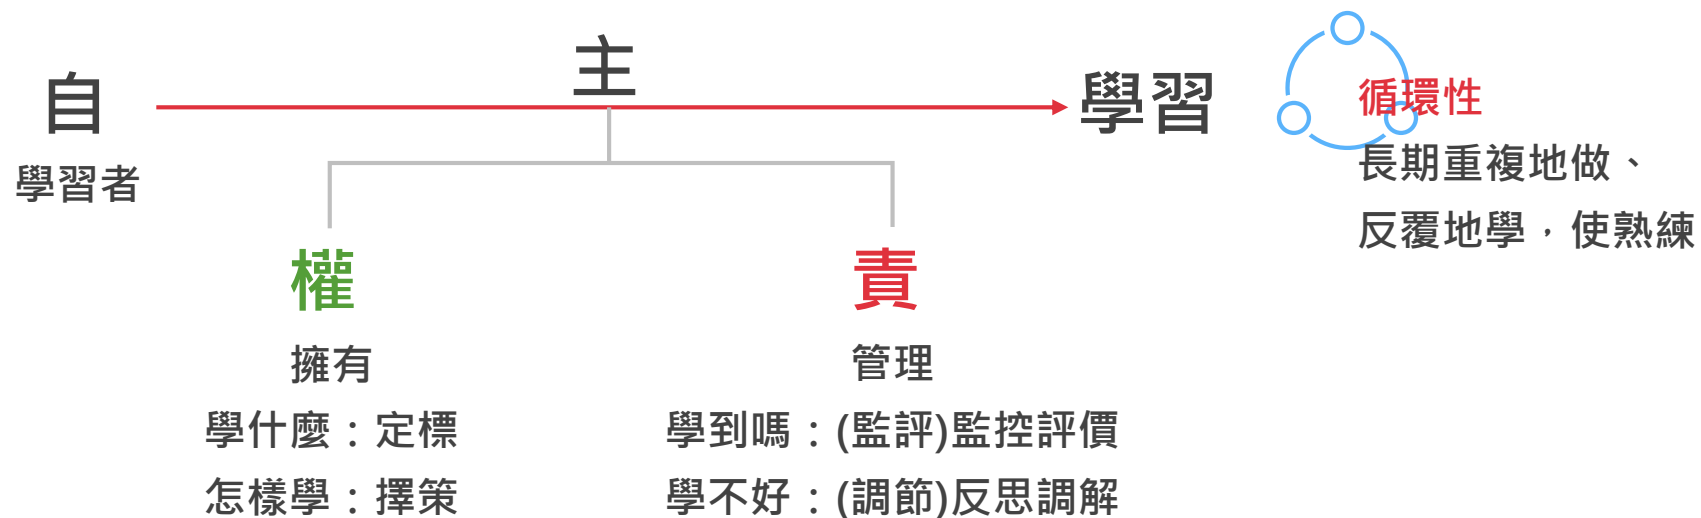 自
主
學習
學習者
循環性
長期重複地做、
反覆地學，使熟練
權
責
擁有
管理
學什麼：定標
學到嗎：(監評)監控評價
怎樣學：擇策
學不好：(調節)反思調解